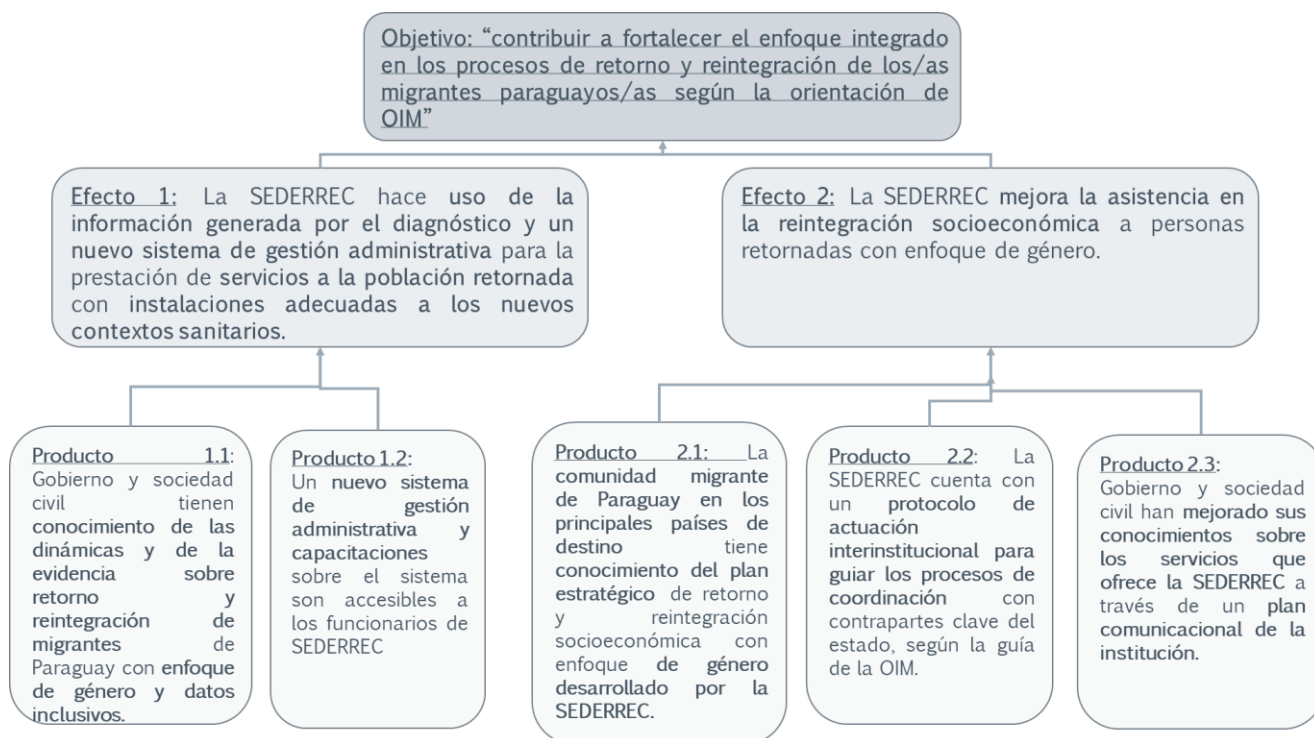 Objetivo: “contribuir a fortalecer el enfoque integrado
en los procesos de retorno y reintegración de los/as
migrantes paraguayos/as según la orientación de
OIM”
Efecto 1: La SEDERREC hace uso de la
información generada por el diagnóstico y un
nuevo sistema de gestión administrativa para la
prestación de servicios a la población retornada
con instalaciones adecuadas a los nuevos
contextos sanitarios.
Efecto 2: La SEDERREC mejora la asistencia en
la reintegración socioeconómica a personas
retornadas con enfoque de género.
Producto 1.1:
Gobierno y sociedad
civil tienen
conocimiento de las
dinámicas y de la
evidencia sobre
retorno y
reintegración de
migrantes de
Paraguay con enfoque
de género y datos
inclusivos.
Producto 1.2:
Un nuevo sistema
de gestión
administrativa y
capacitaciones
sobre el sistema
son accesibles a
los funcionarios de
SEDERREC
Producto 2.1: La
comunidad migrante
de Paraguay en los
principales países de
destino tiene
conocimiento del plan
estratégico de retorno
y reintegración
socioeconómica con
enfoque de género
desarrollado por la
SEDERREC.
Producto 2.2: La
SEDERREC cuenta con
un protocolo de
actuación
interinstitucional para
guiar los procesos de
coordinación con
contrapartes clave del
estado, según la guía
de la OIM.
Producto 2.3:
Gobierno y sociedad
civil han mejorado sus
conocimientos sobre
los servicios que
ofrece la SEDERREC a
través de un plan
comunicacional de la
institución.